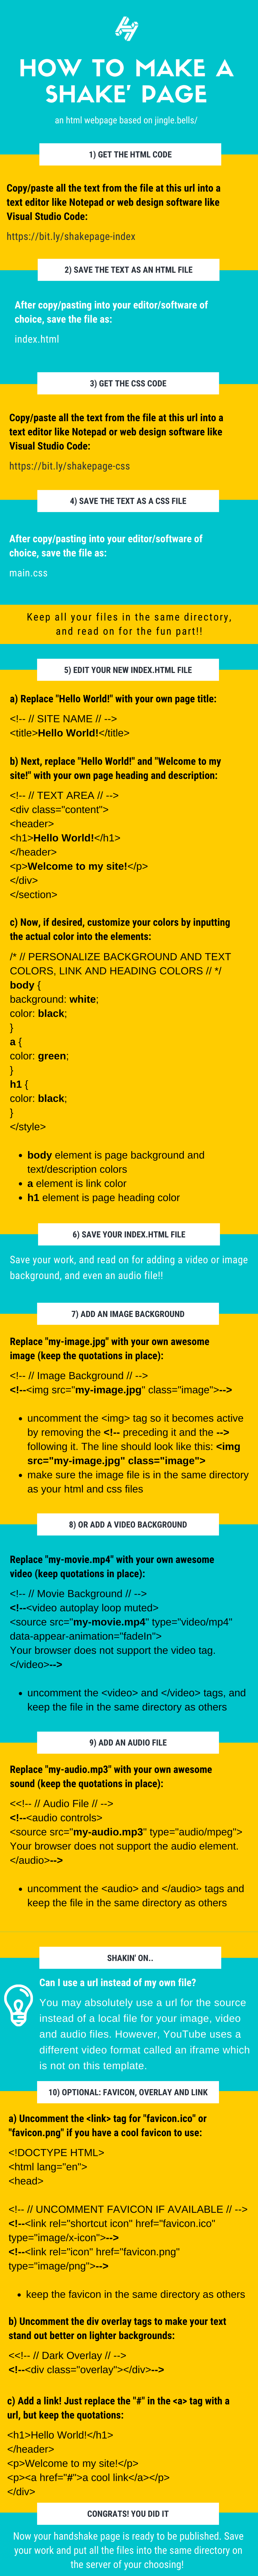 HOW TO MAKE A
SHAKE' PAGE
an html webpage based on jingle.bells/
1) GET THE HTML CODE
Copy/paste all the text from the file at this url into a
text editor like Notepad or web design software like
Visual Studio Code:
https://bit.ly/shakepage-index
2) SAVE THE TEXT AS AN HTML FILE
After copy/pasting into your editor/software of
choice, save the file as:
index.html
3) GET THE CSS CODE
Copy/paste all the text from the file at this url into a
text editor like Notepad or web design software like
Visual Studio Code:
https://bit.ly/shakepage-css
4) SAVE THE TEXT AS A CSS FILE
After copy/pasting into your editor/software of
choice, save the file as:
main.css
Keep all your files in the same directory,
and read on for the fun part!!
5) EDIT YOUR NEW INDEX.HTML FILE
a) Replace "Hello World!" with your own page title:
<!-- // SITE NAME // -->
<title>Hello World!</title>
b) Next, replace "Hello World!" and "Welcome to my
site!" with your own page heading and description:
<!-- // TEXT AREA // -->
<div class="content">
<header>
<h1>Hello World!</h1>
</header>
<p>Welcome to my site!</p>
</div>
</section>
c) Now, if desired, customize your colors by inputting
the actual color into the elements:
/* // PERSONALIZE BACKGROUND AND TEXT
COLORS, LINK AND HEADING COLORS // */
body {
background: white;
color: black;
}
a {
color: green;
}
h1 {
color: black;
}
</style>
• body element is page background and
text/description colors
• a element is link color
• h1 element is page heading color
6) SAVE YOUR INDEX.HTML FILE
Save your work, and read on for adding a video or image
background, and even an audio file!!
7) ADD AN IMAGE BACKGROUND
Replace "my-image.jpg" with your own awesome
image (keep the quotations in place):
<!-- // Image Background // -->
<!--<img src="my-image.jpg" class="image">-->
• uncomment the <img> tag so it becomes active
by removing the <!-- preceding it and the -->
following it. The line should look like this: <img
src="my-image.jpg" class="image">
• make sure the image file is in the same directory
as your html and css files
8) OR ADD A VIDEO BACKGROUND
Replace "my-movie.mp4" with your own awesome
video (keep quotations in place):
<!-- // Movie Background // -->
<!--<video autoplay loop muted>
<source src="my-movie.mp4" type="video/mp4"
data-appear-animation="fadeIn">
Your browser does not support the video tag.
</video>-->
• uncomment the <video> and </video> tags, and
keep the file in the same directory as others
9) ADD AN AUDIO FILE
Replace "my-audio.mp3" with your own awesome
sound (keep the quotations in place):
<<!-- // Audio File // -->
<!--<audio controls>
<source src="my-audio.mp3" type="audio/mpeg">
Your browser does not support the audio element.
</audio>-->
• uncomment the <audio> and </audio> tags and
keep the file in the same directory as others
SHAKIN' ON..
Can I use a url instead of my own file?
You may absolutely use a url for the source
instead of a local file for your image, video
and audio files. However, YouTube uses a
different video format called an iframe which
is not on this template.
10) OPTIONAL: FAVICON, OVERLAY AND LINK
a) Uncomment the <link> tag for "favicon.ico" or
"favicon.png" if you have a cool favicon to use:
<!DOCTYPE HTML>
<html lang="en">
<head>
<!-- // UNCOMMENT FAVICON IF AVAILABLE // -->
<!--<link rel="shortcut icon" href="favicon.ico"
type="image/x-icon">-->
<!--<link rel="icon" href="favicon.png"
type="image/png">-->
• keep the favicon in the same directory as others
b) Uncomment the div overlay tags to make your text
stand out better on lighter backgrounds:
<<!-- // Dark Overlay // -->
<!--<div class="overlay"></div>-->
c) Add a link! Just replace the "#" in the <a> tag with a
url, but keep the quotations:
<h1>Hello World!</h1>
</header>
<p>Welcome to my site!</p>
<p><a href="#">a cool link</a></p>
</div>
CONGRATS! YOU DID IT
Now your handshake page is ready to be published. Save
your work and put all the files into the same directory on
the server of your choosing!